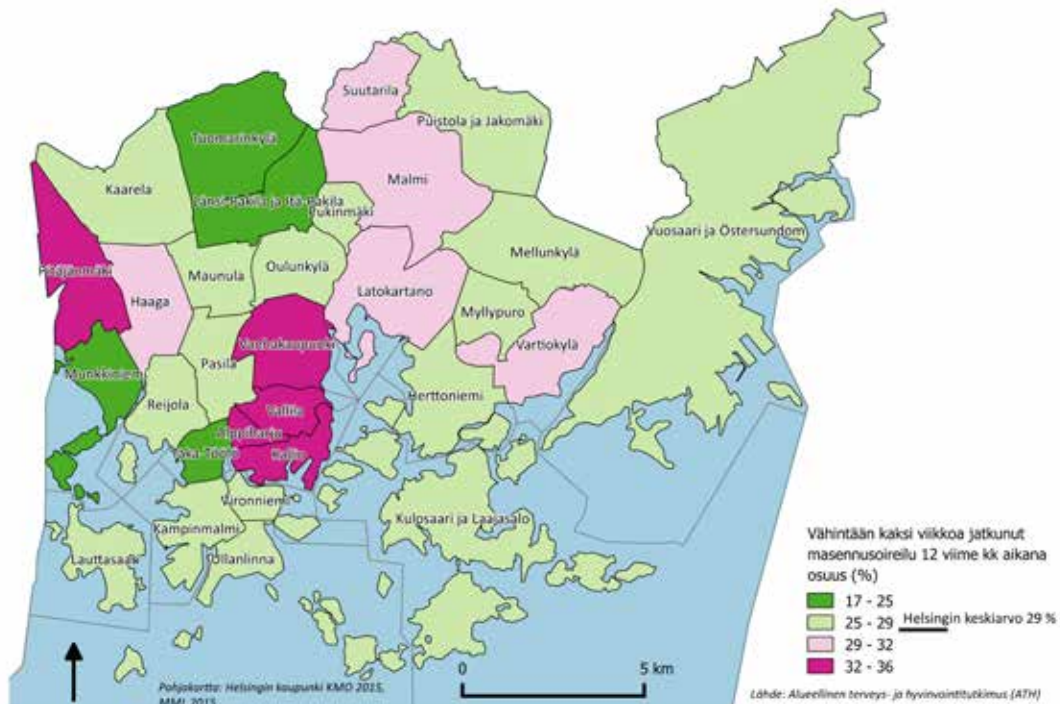 Suutarila
Puistola ja Jakomäki
Tuomarinkylä
Malmi
Kaarela
Länsi-Pakila ja Itä-Pakila
Pukinmäki
Vuosaari ja Östersundom
Mellunkylä
Oulunkylä
Maunula
Pitäjänmäki
Latokartano
Haaga
Myllypuro
Vanhakaupunki
Vartiokylä
Pasila
Munkkiniemi
Herttoniemi
Reijola
Vallila
Alppiharju
Taka-Töölö
Kallio
Vironniemi
Kulosaari ja Laajasalo
Kampinmalmi
Lauttasaari
Ullanlinna
Vähintään kaksi viikkoa jatkunut
masennusoireilu 12 viime kk aikana
osuus (%)
17 - 25
25 - 29
Helsingin keskiarvo 29 %
29 - 32
32 - 36
0 5 km
Pohjakartta: Helsingin kaupunki KMO 2015,
MML 2015
Lähde: Alueellinen terveys- ja hyvinvointitutkimus (ATH)